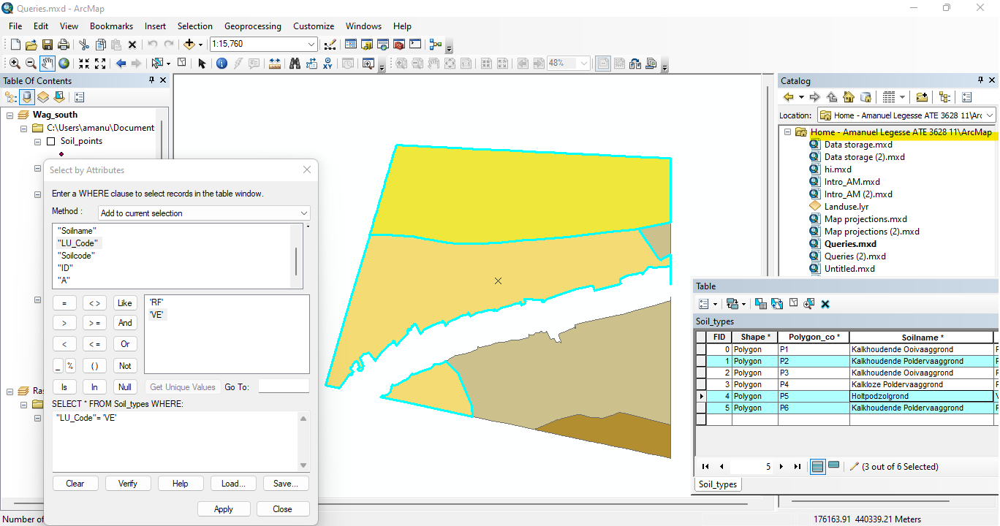 Queries.mxd - ArcMap
File Edit View Bookmarks Insert Selection Geoprocessing Customize Windows Help
1:15,760
48%
Table Of Contents
Wag_south
C:\Users\amanu\Document
Soil_points
Ras
Select by Attributes
Enter a WHERE clause to select records in the table window.
Method : Add to current selection
"Soilname"
"LU_Code"
"Soilcode"
"ID"
"A"
= < > Like
> > = And
< < = Or
_ % ( ) Not
Is In Null
'RF'
'VE'
Get Unique Values Go To:
SELECT * FROM Soil_types WHERE:
"LU_Code"= 'VE'
Clear Verify Help Load... Save...
Apply Close
Number of
Catalog
Location: Home - Amanuel Legesse ATE 3628 11\Arc
Home - Amanuel Legesse ATE 3628 11\ArcMap
Data storage.mxd
Data storage (2).mxd
hi.mxd
Intro_AM.mxd
Intro_AM (2).mxd
Landuse.lyr
Map projections.mxd
Map projections (2).mxd
Queries.mxd
Queries (2).mxd
Untitled.mxd
Table
Soil_types
FID Shape * Polygon_co * Soilname *
0 Polygon P1 Kalkhoudende Ooivaaggrond
1 Polygon P2 Kalkhoudende Poldervaaggrond
2 Polygon P3 Kalkhoudende Ooivaaggrond
3 Polygon P4 Kalkloze Poldervaaggrond
4 Polygon P5 Holtpodzolgrond
5 Polygon P6 Kalkhoudende Poldervaaggrond
5 (3 out of 6 Selected)
Soil_types
176163.91 440339.21 Meters